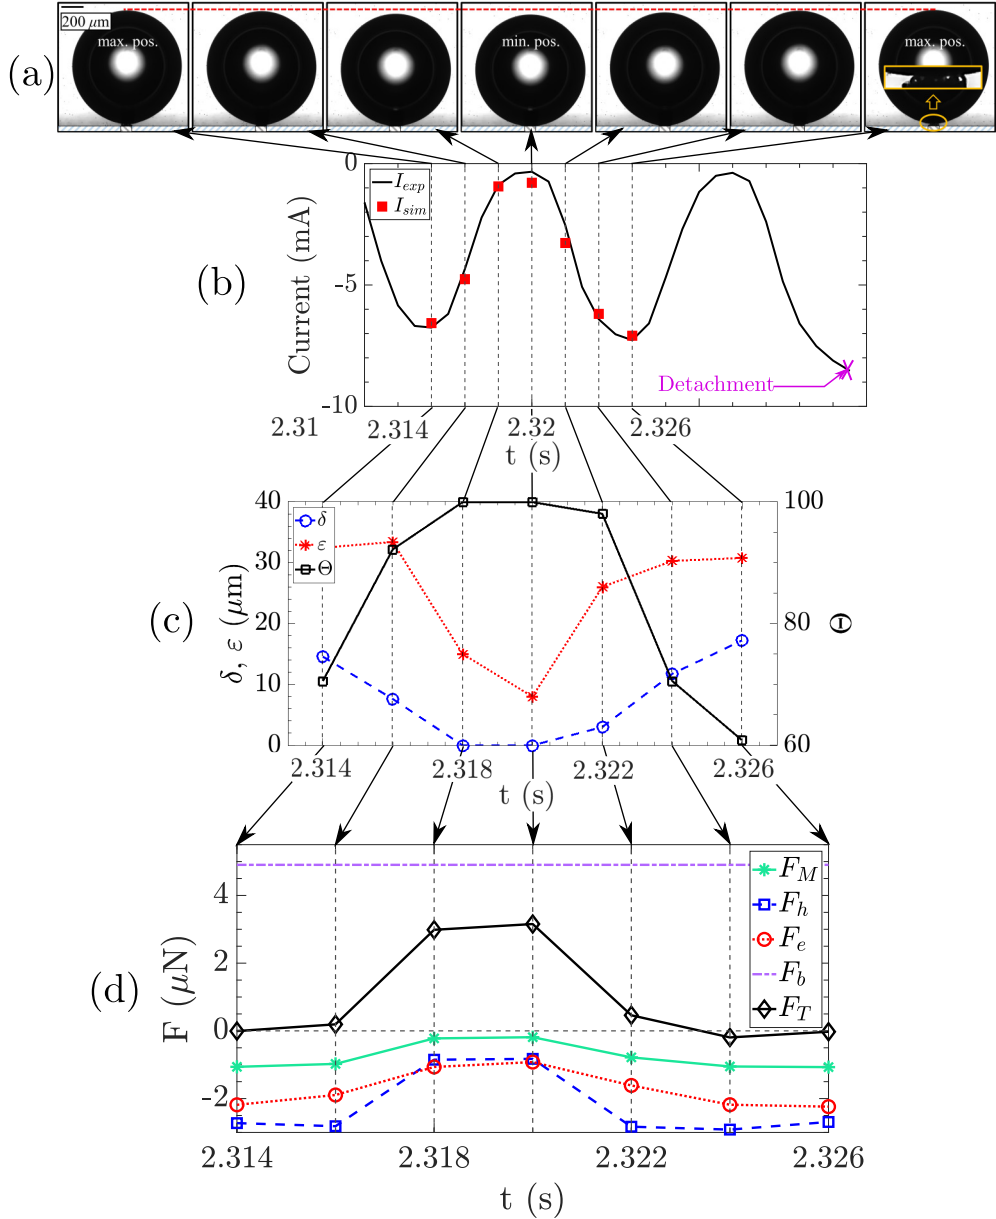 (a)
200 μm
max. pos.
min. pos.
max. pos.
(b)
Current (mA)
0
-5
-10
I_exp
I_sim
Detachment
2.31
2.314
2.32
2.326
t (s)
(c)
δ, ε (μm)
40
30
20
10
0
δ
ε
Θ
100
80
60
Θ
2.314
2.318
2.322
2.326
t (s)
(d)
F (μN)
4
2
0
-2
F_M
F_h
F_e
F_b
F_T
2.314
2.318
2.322
2.326
t (s)